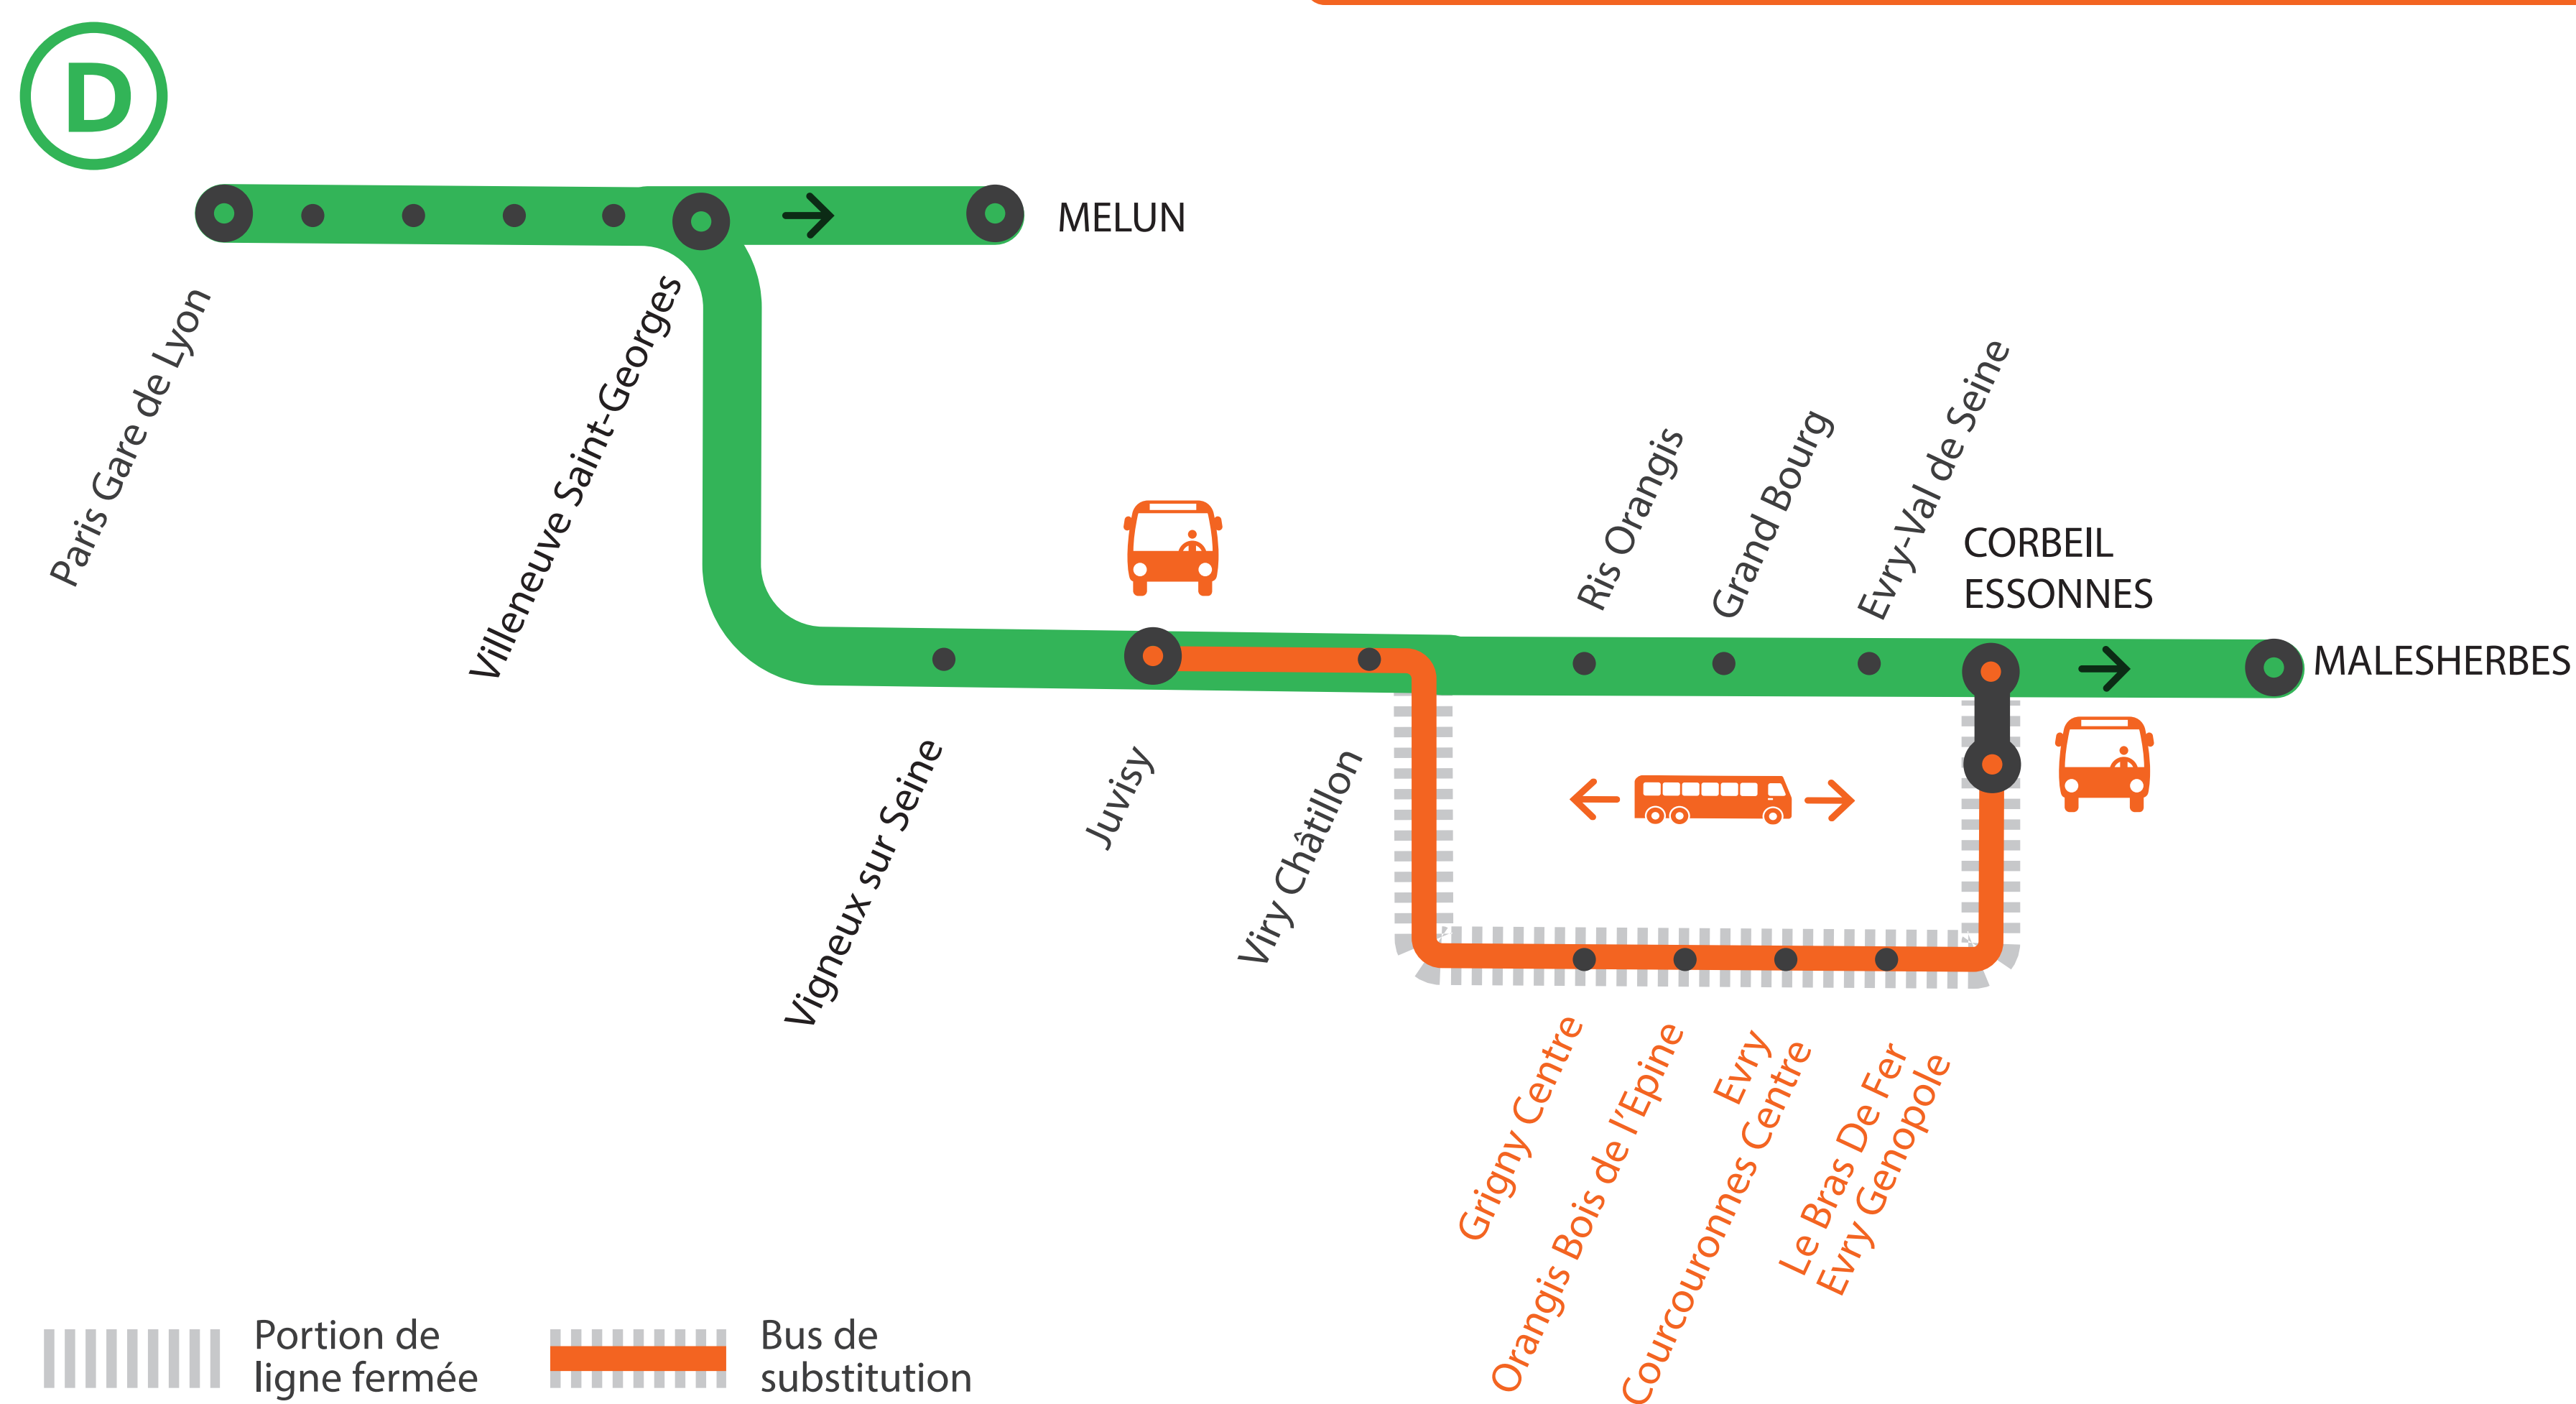 D
MELUN
Paris Gare de Lyon
Villeneuve Saint-Georges
Ris Orangis
Grand Bourg
Evry-Val de Seine
CORBEIL
ESSONNES
MALESHERBES
Vigneux sur Seine
Juvisy
Viry Châtillon
Grigny Centre
Orangis Bois de l'Epine
Evry
Courcouronnes Centre
Le Bras De Fer
Evry Genopole
Portion de
ligne fermée
Bus de
substitution